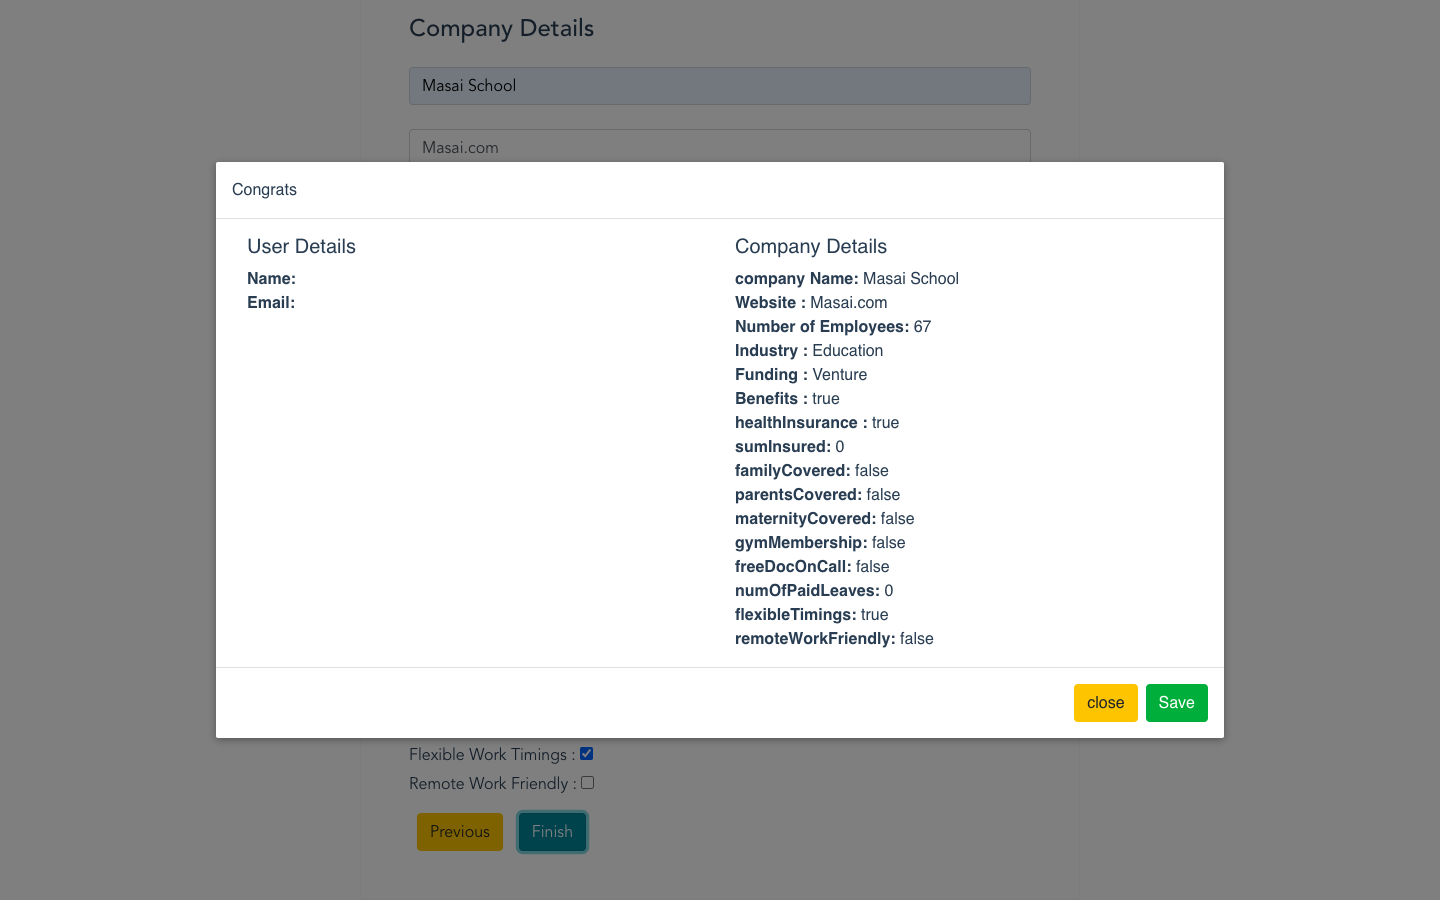 Company Details
Masai School
Masai.com
Congrats
User Details
Name:
Email:
Company Details
company Name: Masai School
Website : Masai.com
Number of Employees: 67
Industry : Education
Funding : Venture
Benefits : true
healthInsurance : true
sumInsured: 0
familyCovered: false
parentsCovered: false
maternityCovered: false
gymMembership: false
freeDocOnCall: false
numOfPaidLeaves: 0
flexibleTimings: true
remoteWorkFriendly: false
close Save
Flexible Work Timings :
Remote Work Friendly :
Previous Finish